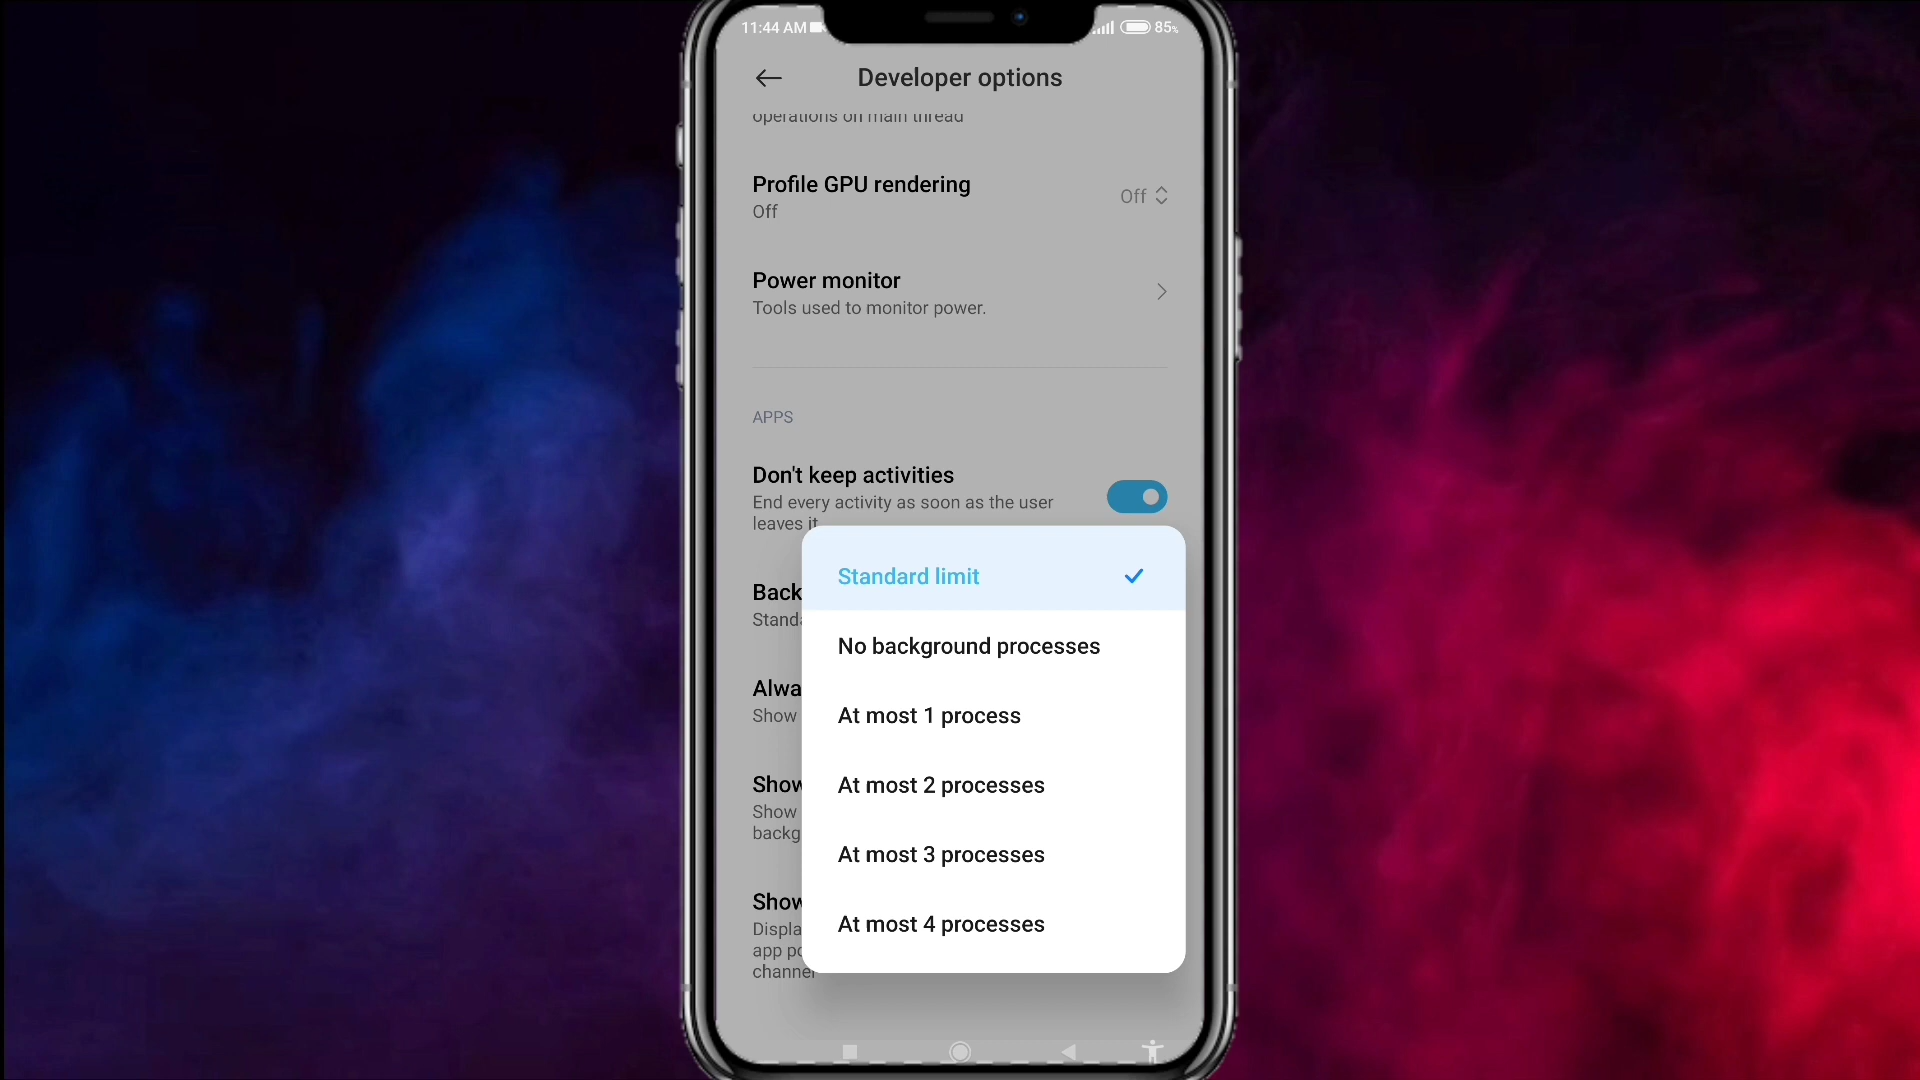 11:44 AM
85%
Developer options
operations on main thread
Profile GPU rendering
Off
Off
Power monitor
Tools used to monitor power.
APPS
Don't keep activities
End every activity as soon as the user
leaves it
Standard limit
Back
Standa
No background processes
Alwa
Show
At most 1 process
Show
At most 2 processes
Show
backg
At most 3 processes
Show
At most 4 processes
Displa
app po
channel